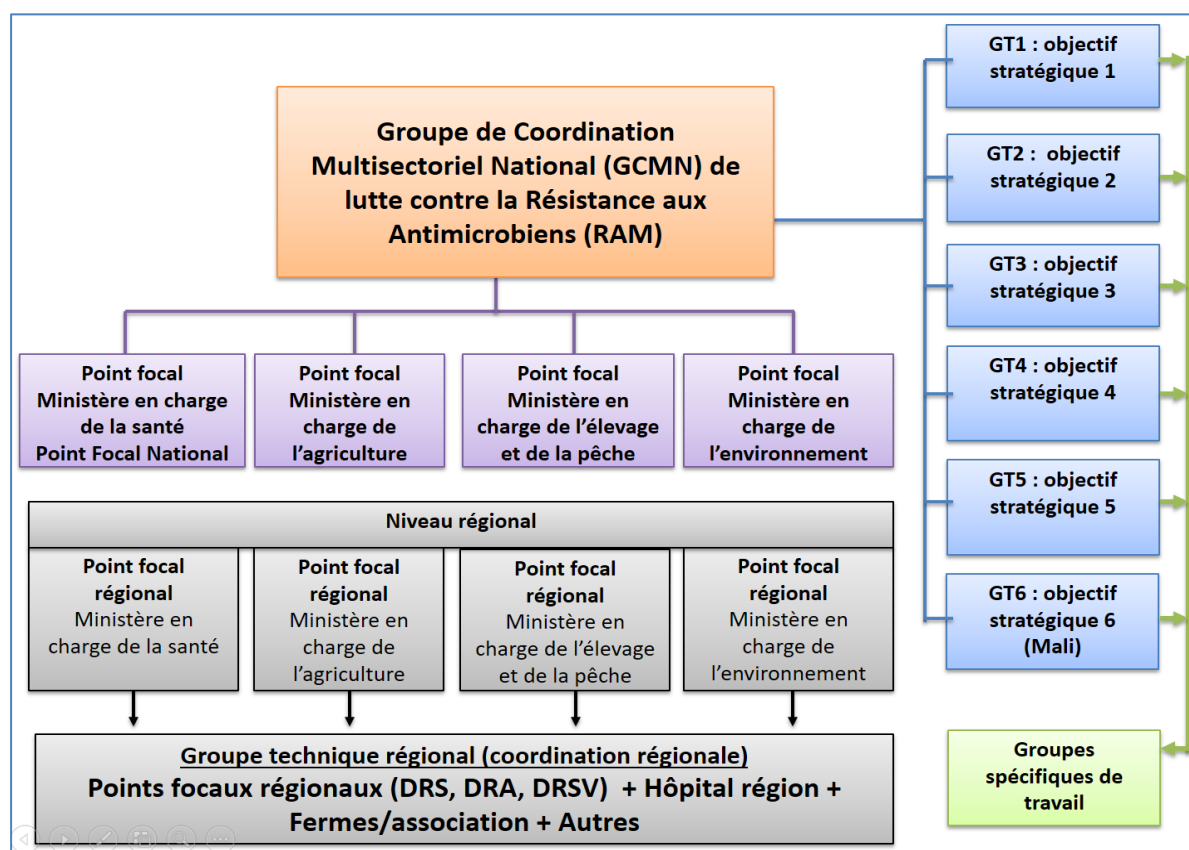 Groupe de Coordination
Multisectoriel National (GCMN) de
lutte contre la Résistance aux
Antimicrobiens (RAM)
Point focal
Ministère en charge
de la santé
Point Focal National
Point focal
Ministère en
charge de
l’agriculture
Point focal
Ministère en
charge de l’élevage
et de la pêche
Point focal
Ministère en
charge de
l’environnement
Niveau régional
Point focal
régional
Ministère en
charge de la santé
Point focal
régional
Ministère en
charge de
l’agriculture
Point focal
régional
Ministère en
charge de l’élevage
et de la pêche
Point focal
régional
Ministère en
charge de
l’environnement
Groupe technique régional (coordination régionale)
Points focaux régionaux (DRS, DRA, DRSV) + Hôpital région +
Fermes/association + Autres
GT1 : objectif
stratégique 1
GT2 : objectif
stratégique 2
GT3 : objectif
stratégique 3
GT4 : objectif
stratégique 4
GT5 : objectif
stratégique 5
GT6 : objectif
stratégique 6
(Mali)
Groupes
spécifiques de
travail